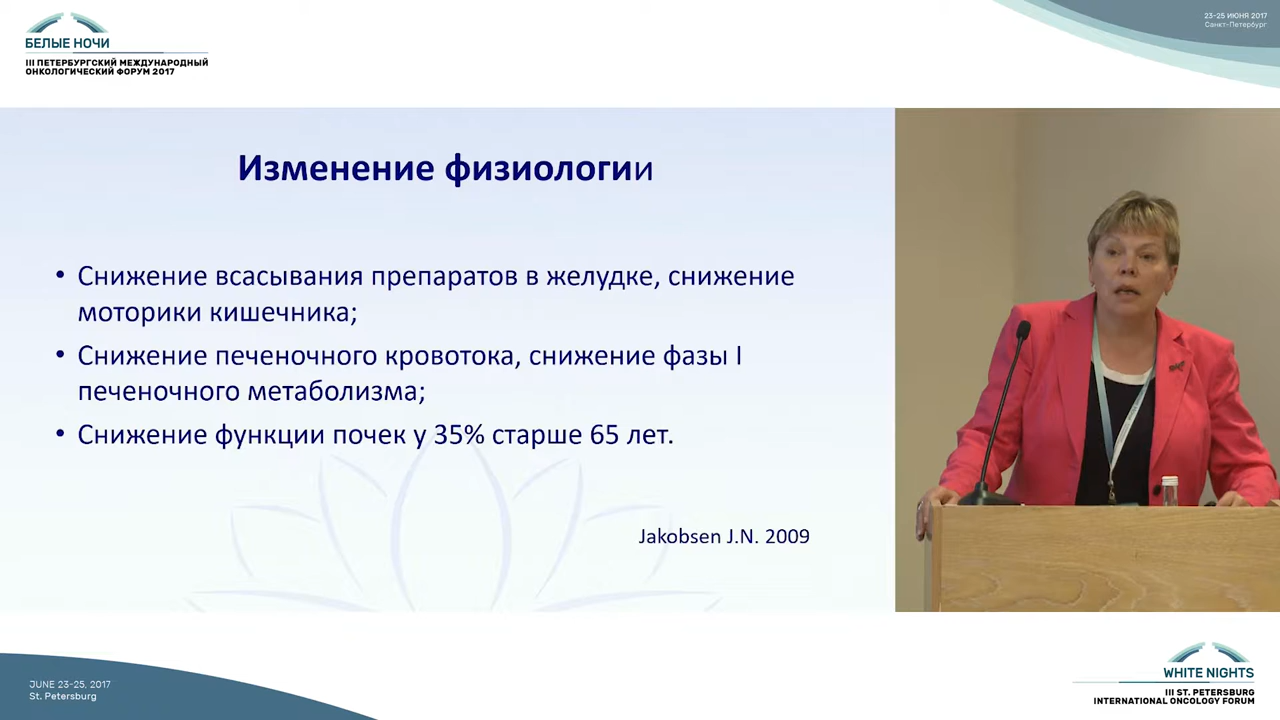 23-25 ИЮНЯ 2017
Санкт-Петербург
БЕЛЫЕ НОЧИ
III ПЕТЕРБУРГСКИЙ МЕЖДУНАРОДНЫЙ
ОНКОЛОГИЧЕСКИЙ ФОРУМ 2017
Изменение физиологии
• Снижение всасывания препаратов в желудке, снижение
моторики кишечника;
• Снижение печеночного кровотока, снижение фазы I
печеночного метаболизма;
• Снижение функции почек у 35% старше 65 лет.
Jakobsen J.N. 2009
JUNE 23-25, 2017
St. Petersburg
WHITE NIGHTS
III ST. PETERSBURG
INTERNATIONAL ONCOLOGY FORUM